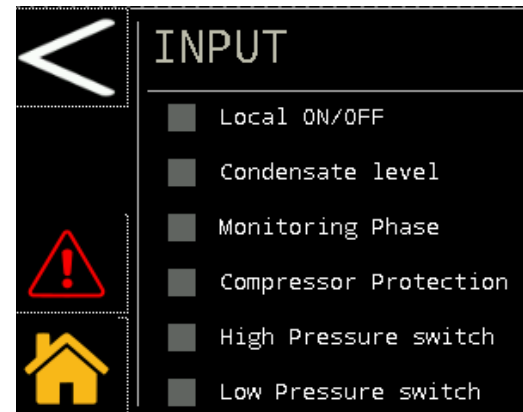 INPUT
Local ON/OFF
Condensate level
Monitoring Phase
Compressor Protection
High Pressure switch
Low Pressure switch